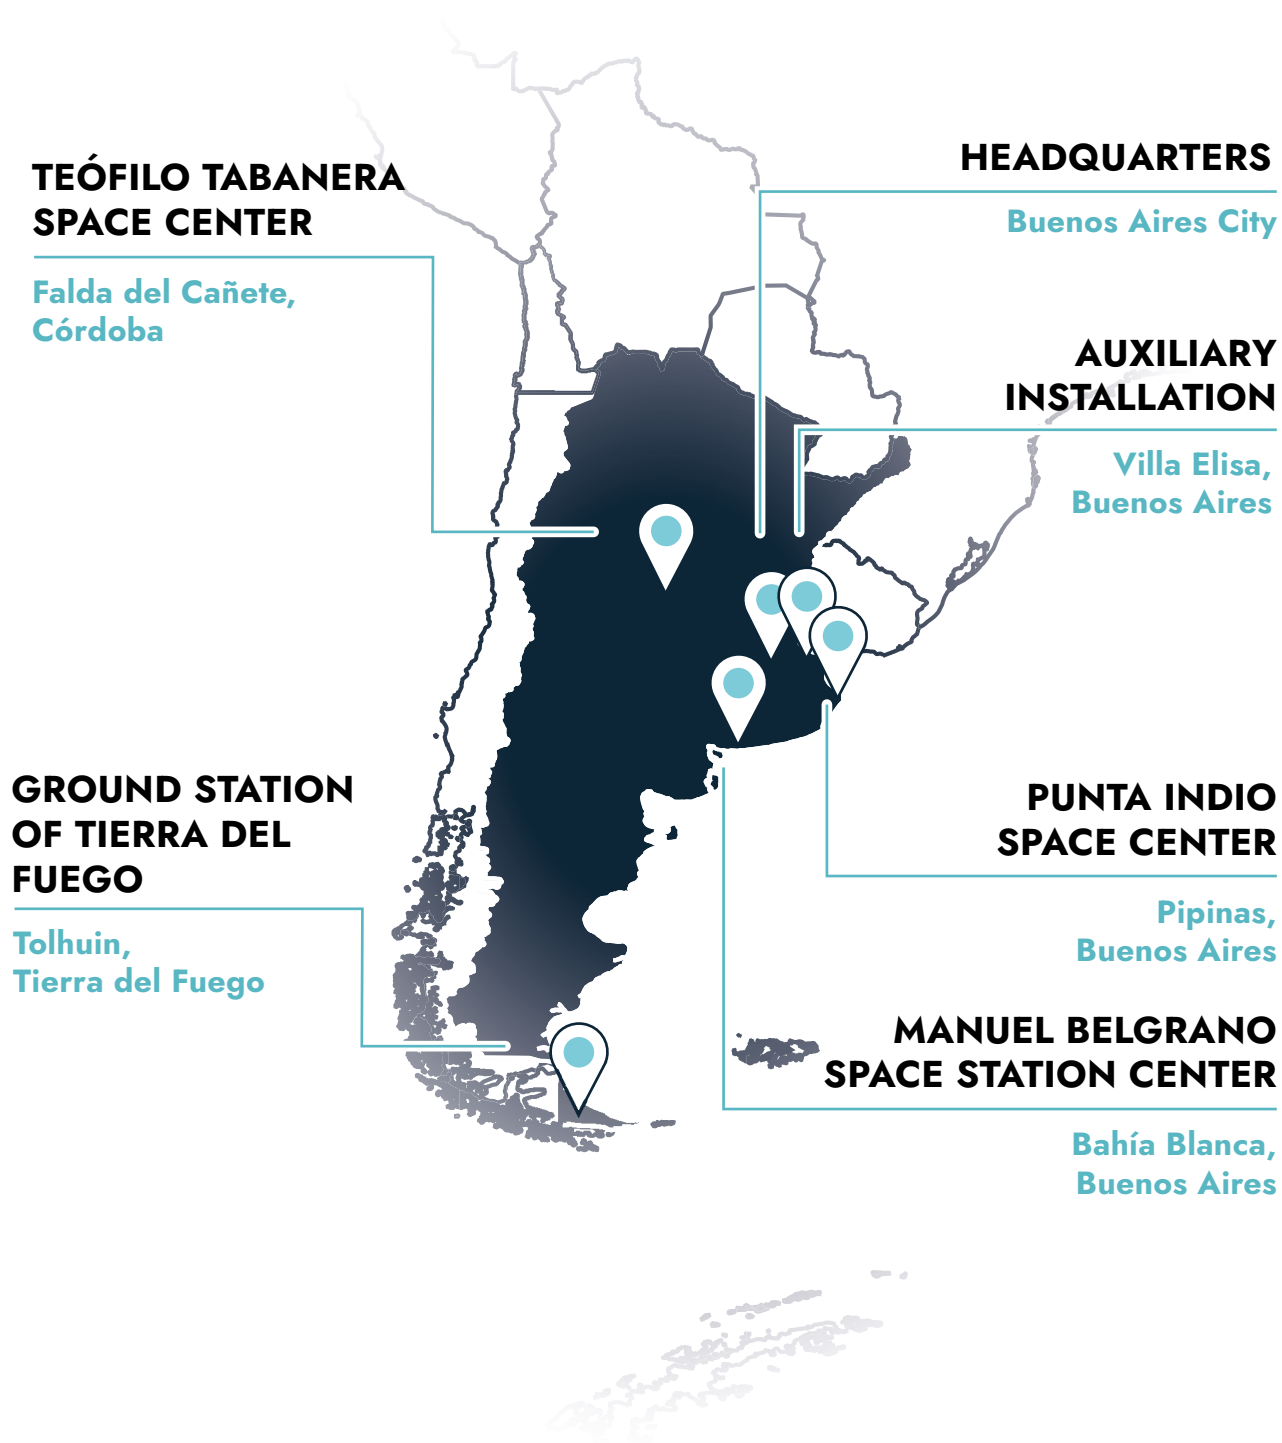 TEÓFILO TABANERA
SPACE CENTER
Falda del Cañete,
Córdoba
HEADQUARTERS
Buenos Aires City
AUXILIARY
INSTALLATION
Villa Elisa,
Buenos Aires
GROUND STATION
OF TIERRA DEL
FUEGO
Tolhuin,
Tierra del Fuego
PUNTA INDIO
SPACE CENTER
Pipinas,
Buenos Aires
MANUEL BELGRANO
SPACE STATION CENTER
Bahía Blanca,
Buenos Aires